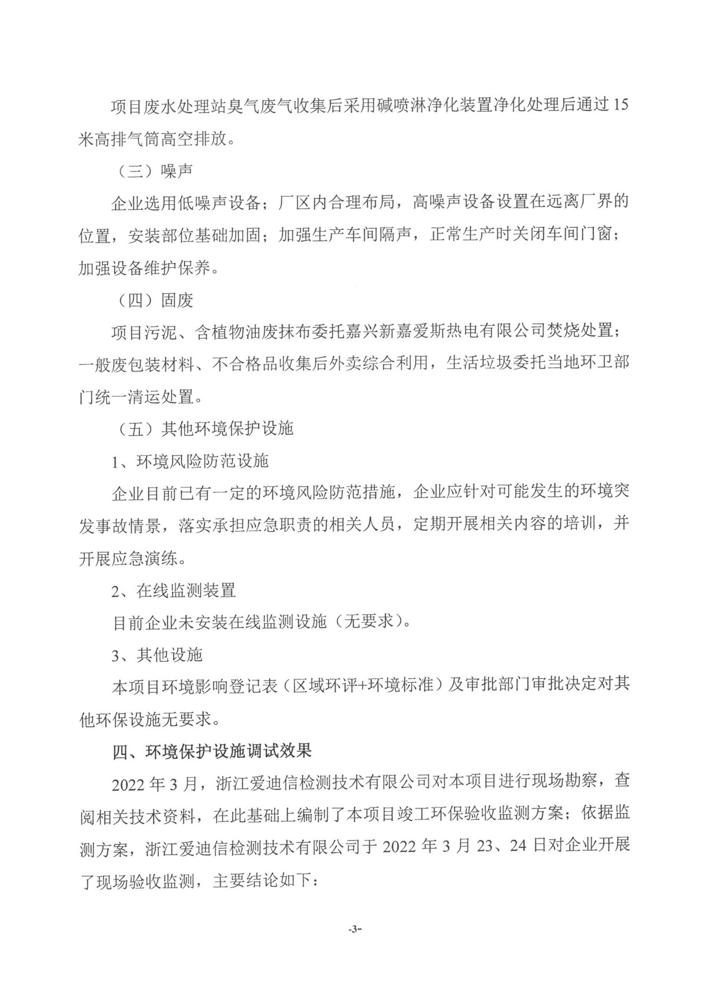 项目废水处理站臭气废气收集后采用碱喷淋净化装置净化处理后通过 15
米高排气筒高空排放。
（三）噪声
企业选用低噪声设备；厂区内合理布局，高噪声设备设置在远离厂界的
位置，安装部位基础加固；加强生产车间隔声，正常生产时关闭车间门窗；
加强设备维护保养。
（四）固废
项目污泥、含植物油废抹布委托嘉兴新嘉爱斯热电有限公司焚烧处置；
一般废包装材料、不合格品收集后外卖综合利用，生活垃圾委托当地环卫部
门统一清运处置。
（五）其他环境保护设施
1、环境风险防范设施
企业目前已有一定的环境风险防范措施，企业应针对可能发生的环境突
发事故情景，落实承担应急职责的相关人员，定期开展相关内容的培训，并
开展应急演练。
2、在线监测装置
目前企业未安装在线监测设施（无要求）。
3、其他设施
本项目环境影响登记表（区域环评+环境标准）及审批部门审批决定对其
他环保设施无要求。
四、环境保护设施调试效果
2022 年 3 月，浙江爱迪信检测技术有限公司对本项目进行现场勘察，查
阅相关技术资料，在此基础上编制了本项目竣工环保验收监测方案；依据监
测方案，浙江爱迪信检测技术有限公司于 2022 年 3 月 23、24 日对企业开展
了现场验收监测，主要结论如下：
-3-